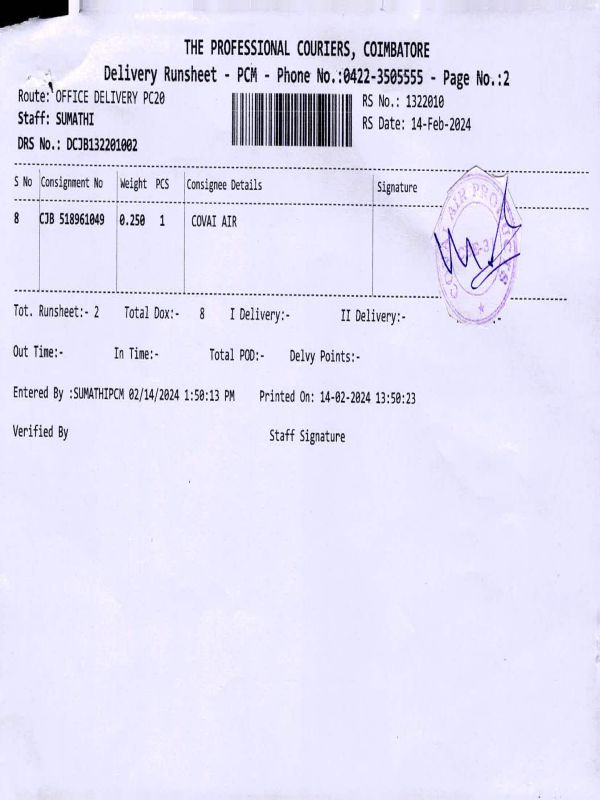 THE PROFESSIONAL COURIERS, COIMBATORE
Delivery Runsheet - PCM - Phone No.:0422-3505555 - Page No.:2
Route: OFFICE DELIVERY PC20 RS No.: 1322010
Staff: SUMATHI RS Date: 14-Feb-2024
DRS No.: DCJB132201002
S No Consignment No Weight PCS Consignee Details Signature
8 CJB 518961049 0.250 1 COVAI AIR
COVAI AIR
Tot. Runsheet:- 2 Total Dox:- 8 I Delivery:- II Delivery:-
Out Time:- In Time:- Total POD:- Delvy Points:-
Entered By :SUMATHIPCM 02/14/2024 1:50:13 PM Printed On: 14-02-2024 13:50:23
Verified By Staff Signature